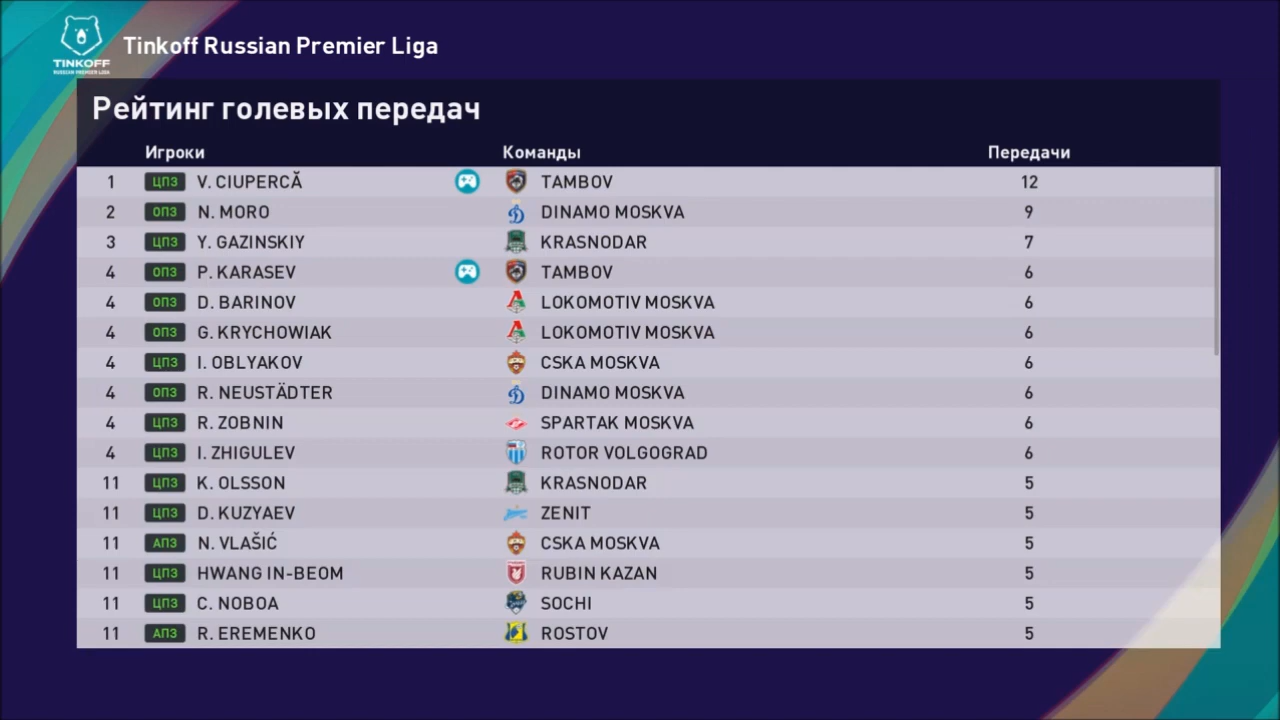 Tinkoff Russian Premier Liga
TINKOFF
RUSSIAN PREMIER LIGA
Рейтинг голевых передач
Игроки Команды Передачи
1 ЦПЗ V. CIUPERCĂ TAMBOV 12
2 ОПЗ N. MORO DINAMO MOSKVA 9
3 ЦПЗ Y. GAZINSKIY KRASNODAR 7
4 ОПЗ P. KARASEV TAMBOV 6
4 ОПЗ D. BARINOV LOKOMOTIV MOSKVA 6
4 ОПЗ G. KRYCHOWIAK LOKOMOTIV MOSKVA 6
4 ЦПЗ I. OBLYAKOV CSKA MOSKVA 6
4 ОПЗ R. NEUSTÄDTER DINAMO MOSKVA 6
4 ЦПЗ R. ZOBNIN SPARTAK MOSKVA 6
4 ЦПЗ I. ZHIGULEV ROTOR VOLGOGRAD 6
11 ЦПЗ K. OLSSON KRASNODAR 5
11 ЦПЗ D. KUZYAEV ZENIT 5
11 АПЗ N. VLAŠIĆ CSKA MOSKVA 5
11 ЦПЗ HWANG IN-BEOM RUBIN KAZAN 5
11 ЦПЗ C. NOBOA SOCHI 5
11 АПЗ R. EREMENKO ROSTOV 5